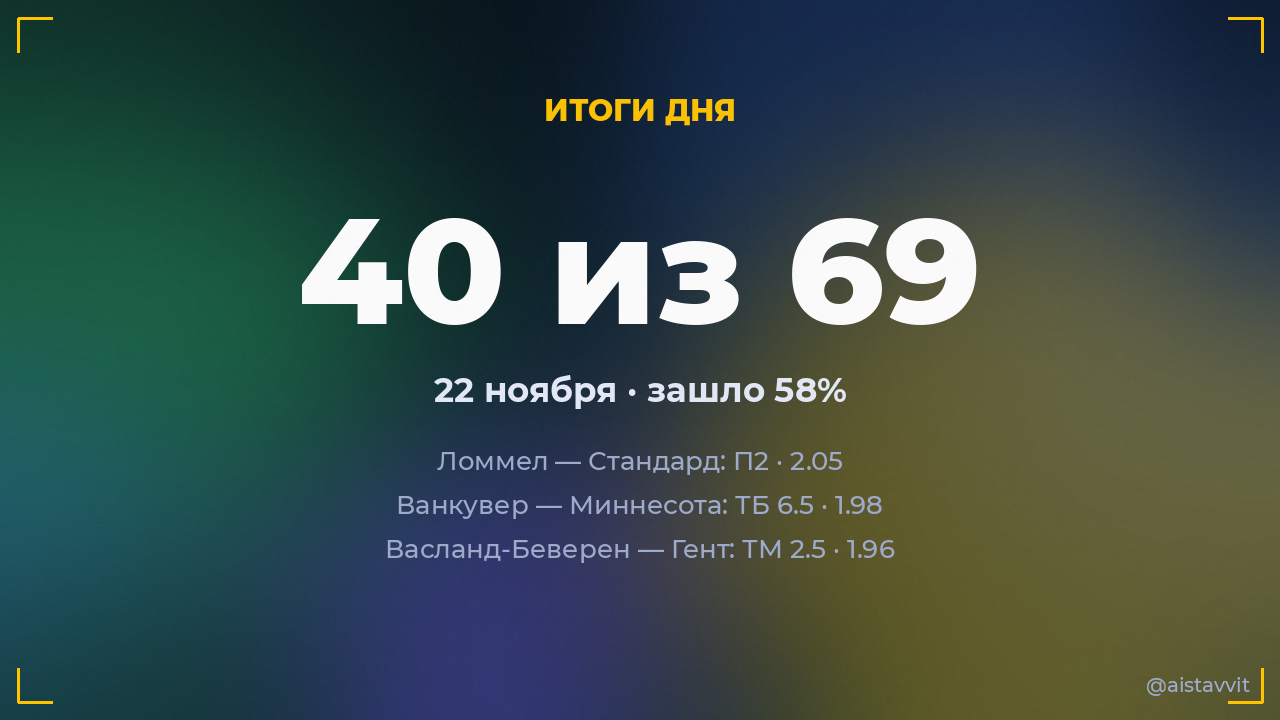 ИТОГИ ДНЯ
40 из 69
22 ноября · зашло 58%
Ломмел — Стандард: П2 · 2.05
Ванкувер — Миннесота: ТБ 6.5 · 1.98
Васланд-Беверен — Гент: ТМ 2.5 · 1.96
@aistavvit